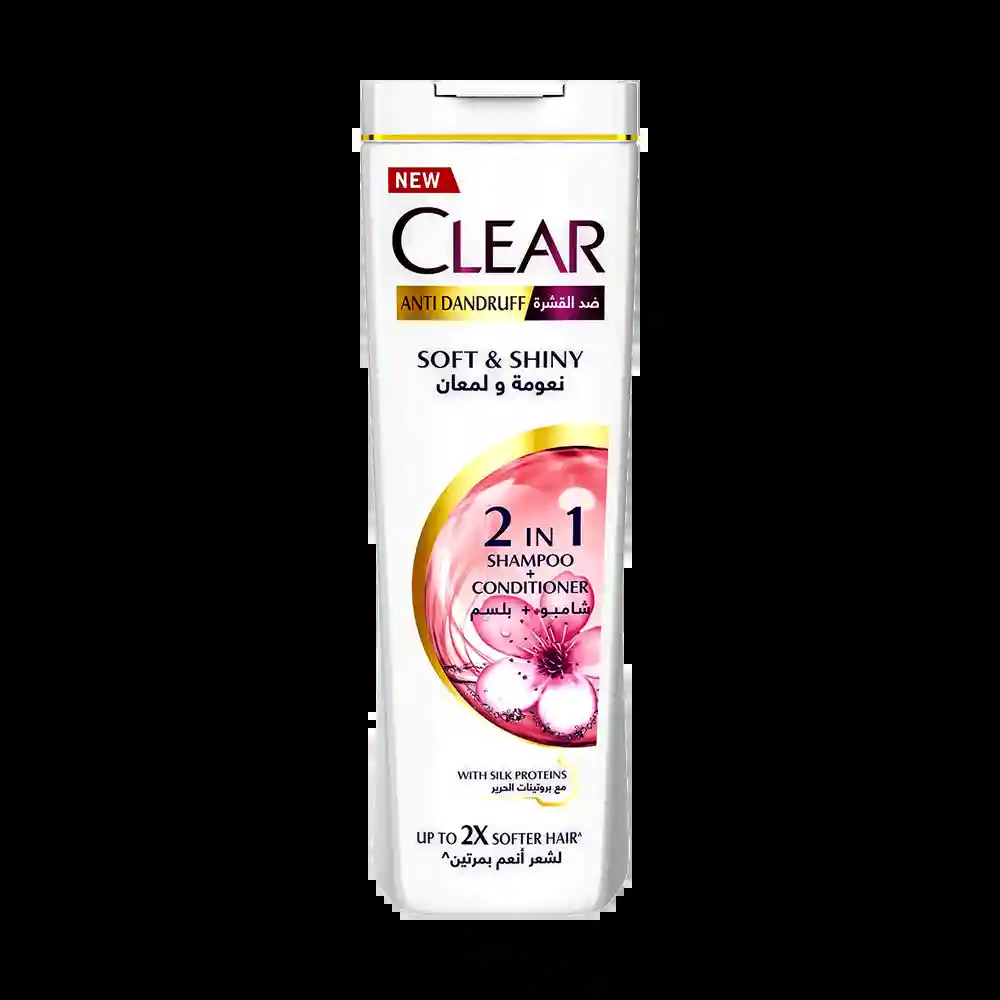 NEW
CLEAR
ANTI DANDRUFF ضد القشرة
SOFT & SHINY
نعومة و لمعان
2 IN 1
SHAMPOO
+
CONDITIONER
شامبو + بلسم
WITH SILK PROTEINS
مع بروتينات الحرير
UP TO 2X SOFTER HAIR^
لشعر أنعم بمرتين^